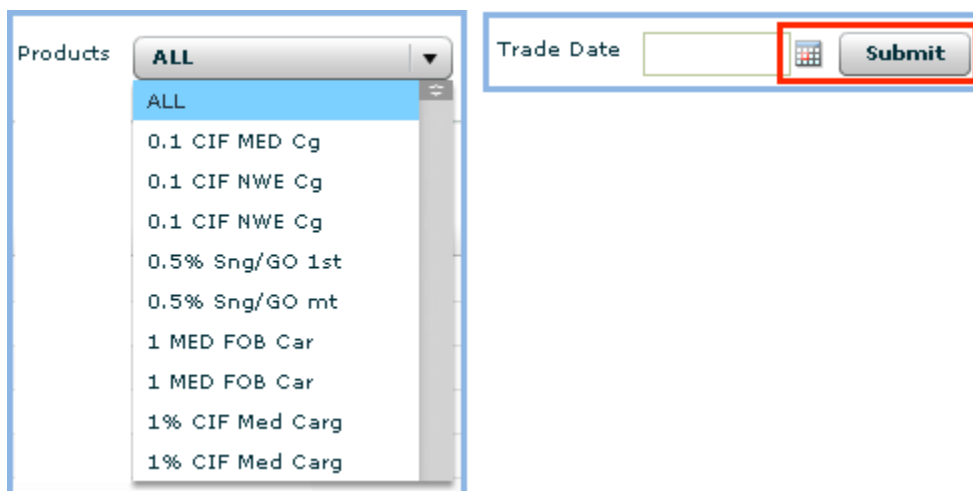 Products ALL
ALL
0.1 CIF MED Cg
0.1 CIF NWE Cg
0.1 CIF NWE Cg
0.5% Sng/GO 1st
0.5% Sng/GO mt
1 MED FOB Car
1 MED FOB Car
1% CIF Med Carg
1% CIF Med Carg
Trade Date Submit